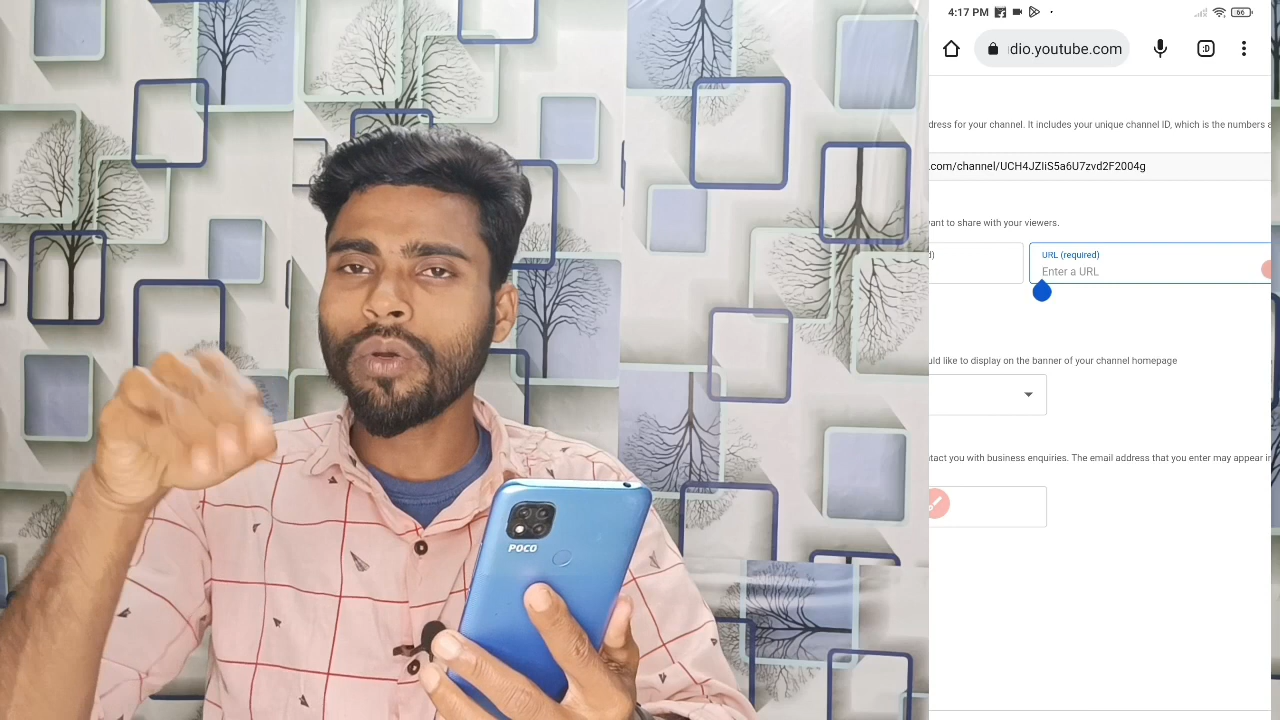 POCO
4:17 PM
66
:D
dio.youtube.com
dress for your channel. It includes your unique channel ID, which is the numbers a
.com/channel/UCH4JZliS5a6U7zvd2F2004g
vant to share with your viewers.
d)
URL (required)
Enter a URL
uld like to display on the banner of your channel homepage
ntact you with business enquiries. The email address that you enter may appear in